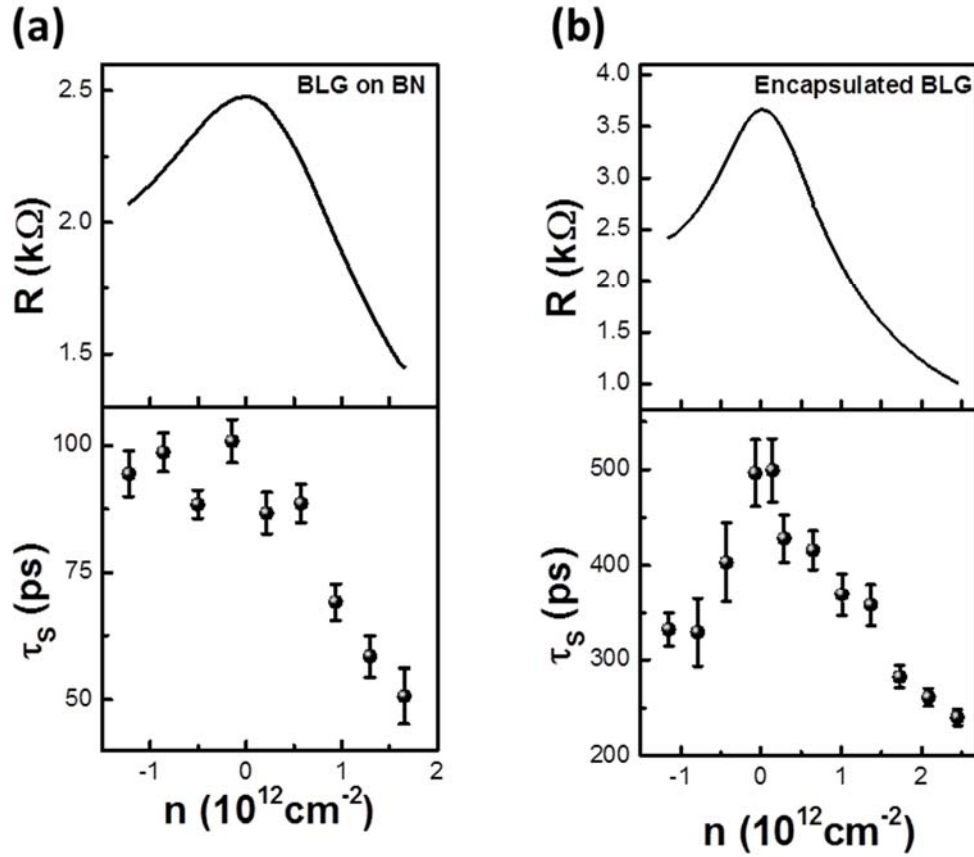 (a)
BLG on BN
2.5
2.0
1.5
R (kΩ)
100
75
50
τS (ps)
-1 0 1 2
n (10¹²cm⁻²)
(b)
Encapsulated BLG
4.0
3.5
3.0
2.5
2.0
1.5
1.0
R (kΩ)
500
400
300
200
τS (ps)
-1 0 1 2
n (10¹²cm⁻²)